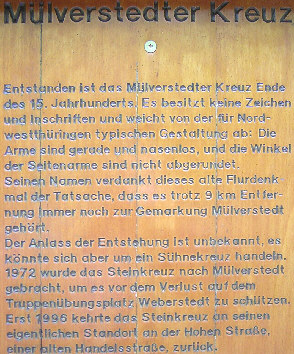 Mülverstedter Kreuz
Entstanden ist das Mülverstedter Kreuz Ende
des 15. Jahrhunderts. Es besitzt keine Zeichen
und Inschriften und weicht von der für Nord-
westthüringen typischen Gestaltung ab: Die
Arme sind gerade und nasenlos, und die Winkel
der Seitenarme sind nicht abgerundet.
Seinen Namen verdankt dieses alte Flurdenk
mal der Tatsache, dass es trotz 9 km Entfer-
nung immer noch zur Gemarkung Mülverstedt
gehört.
Der Anlass der Entstehung ist unbekannt, es
könnte sich aber um ein Sühnekreuz handeln.
1972 wurde das Steinkreuz nach Mülverstedt
gebracht, um es vor dem Verlust auf dem
Truppenübungsplatz Weberstedt zu schützen.
Erst 1996 kehrte das Steinkreuz an seinen
eigentlichen Standort an der Hohen Straße,
einer alten Handelsstraße, zurück.